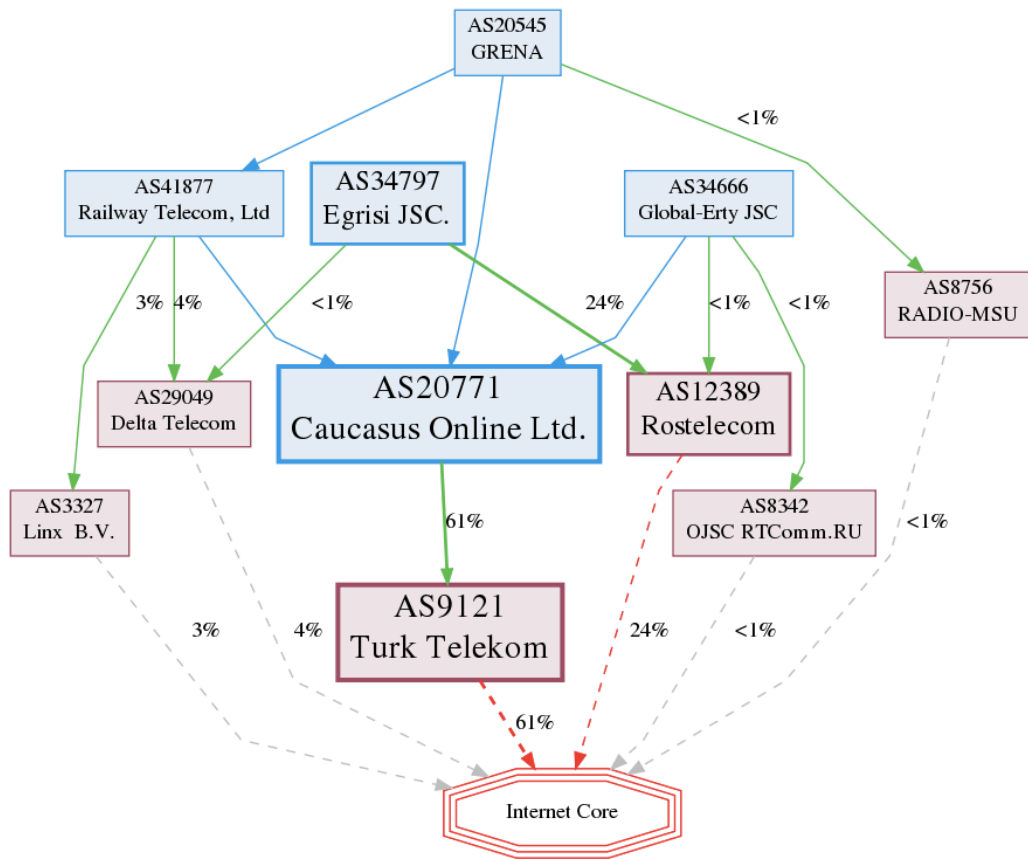 AS20545
GRENA
<1%
AS41877
Railway Telecom, Ltd
AS34797
Egrisi JSC.
AS34666
Global-Erty JSC
AS8756
RADIO-MSU
3%
4%
<1%
24%
<1%
<1%
AS29049
Delta Telecom
AS20771
Caucasus Online Ltd.
AS12389
Rostelecom
AS3327
Linx B.V.
61%
AS8342
OJSC RTComm.RU
<1%
AS9121
Turk Telekom
3%
4%
24%
<1%
61%
Internet Core